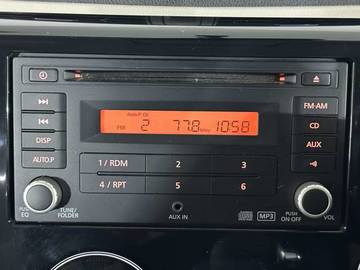 Auto.P CH
FM 2 77.8 MHz 10:58
FM·AM
CD
DISP
AUX
AUTO.P
1 / RDM 2 3
4 / RPT 5 6
PUSH
EQ
TUNE/
FOLDER
AUX IN
MP3
PUSH
ON OFF
VOL